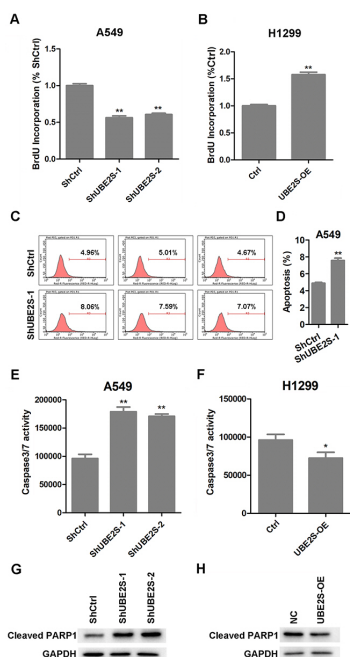 A
A549
BrdU Incorporation (% ShCtrl)
1.5
1.0
0.5
0.0
**
**
ShCtrl
ShUBE2S-1
ShUBE2S-2
B
H1299
BrdU Incorporation (%Ctrl)
2.0
1.5
1.0
0.5
0.0
**
Ctrl
UBE2S-OE
C
ShCtrl
4.96%
5.01%
4.67%
ShUBE2S-1
8.06%
7.59%
7.07%
D
A549
Apoptosis (%)
10
8
6
4
2
0
**
ShCtrl
ShUBE2S-1
E
A549
Caspase3/7 activity
200000
150000
100000
50000
0
**
**
ShCtrl
ShUBE2S-1
ShUBE2S-2
F
H1299
Caspase3/7 activity
150000
100000
50000
0
*
Ctrl
UBE2S-OE
G
ShCtrl
ShUBE2S-1
ShUBE2S-2
Cleaved PARP1
GAPDH
H
NC
UBE2S-OE
Cleaved PARP1
GAPDH